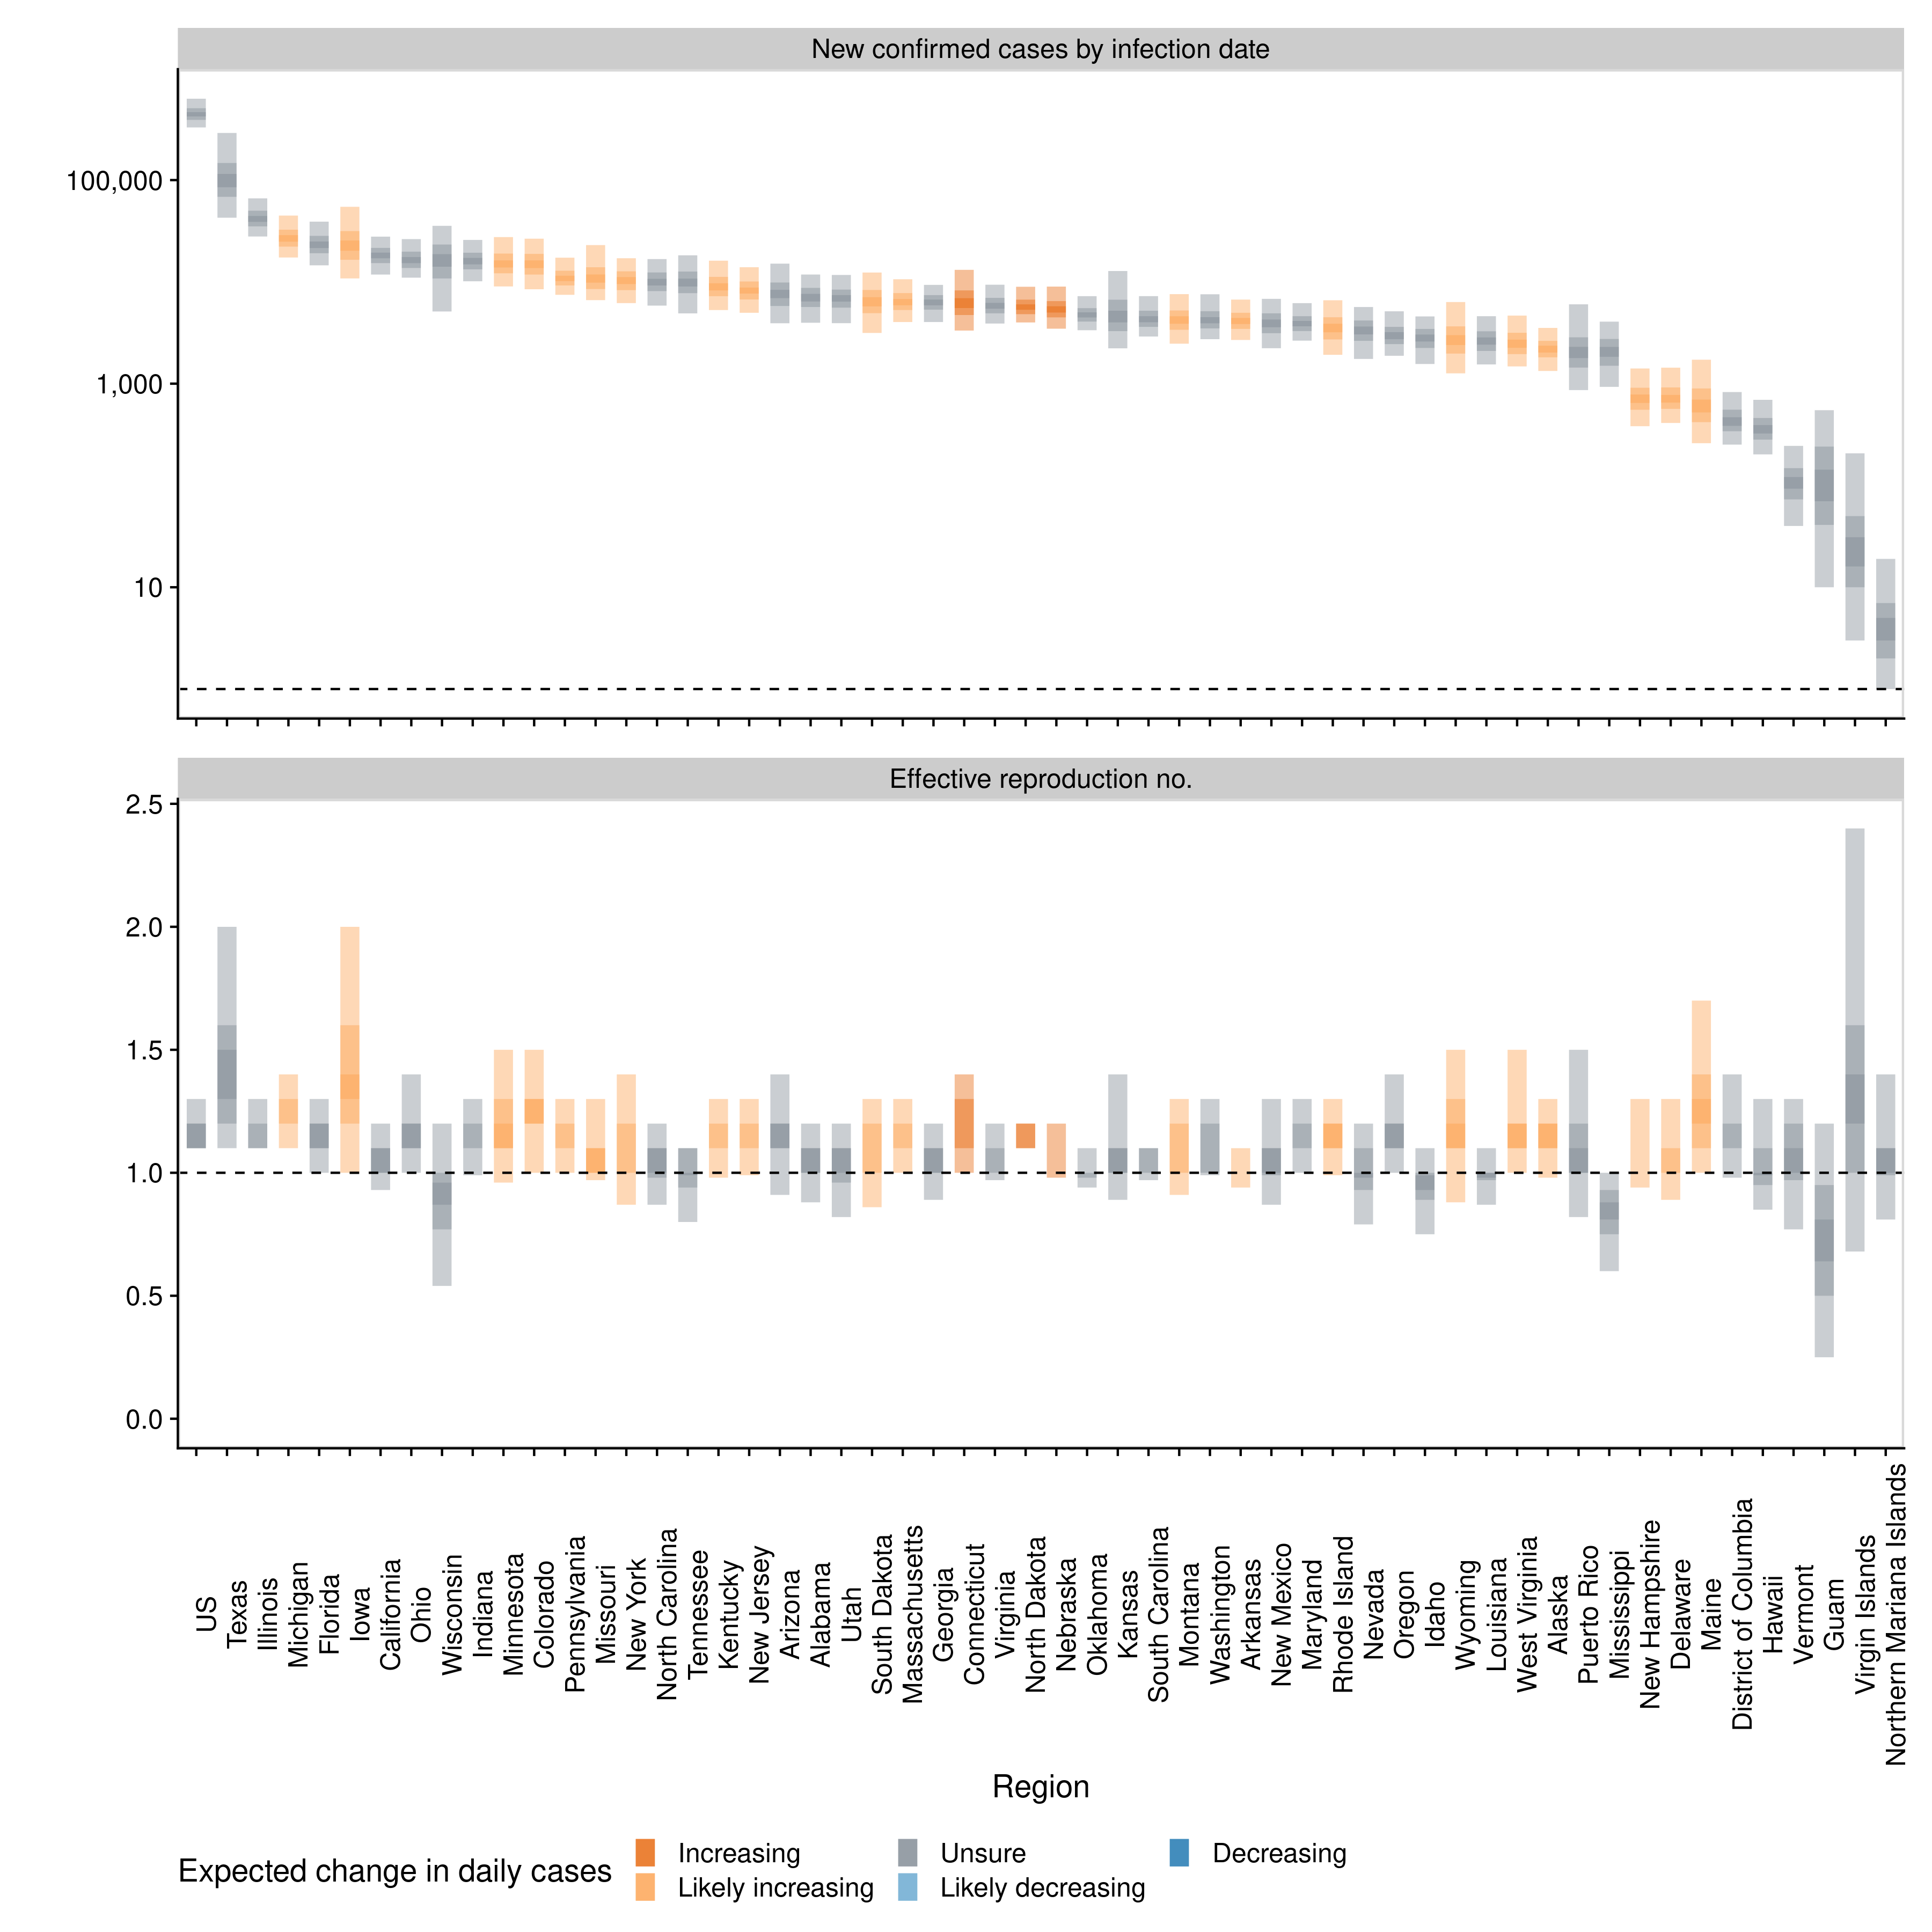 New confirmed cases by infection date
100,000
1,000
10
Effective reproduction no.
2.5
2.0
1.5
1.0
0.5
0.0
US
Texas
Illinois
Michigan
Florida
Iowa
California
Ohio
Wisconsin
Indiana
Minnesota
Colorado
Pennsylvania
Missouri
New York
North Carolina
Tennessee
Kentucky
New Jersey
Arizona
Alabama
Utah
South Dakota
Massachusetts
Georgia
Connecticut
Virginia
North Dakota
Nebraska
Oklahoma
Kansas
South Carolina
Montana
Washington
Arkansas
New Mexico
Maryland
Rhode Island
Nevada
Oregon
Idaho
Wyoming
Louisiana
West Virginia
Alaska
Puerto Rico
Mississippi
New Hampshire
Delaware
Maine
District of Columbia
Hawaii
Vermont
Guam
Virgin Islands
Northern Mariana Islands
Region
Expected change in daily cases
Increasing
Unsure
Decreasing
Likely increasing
Likely decreasing